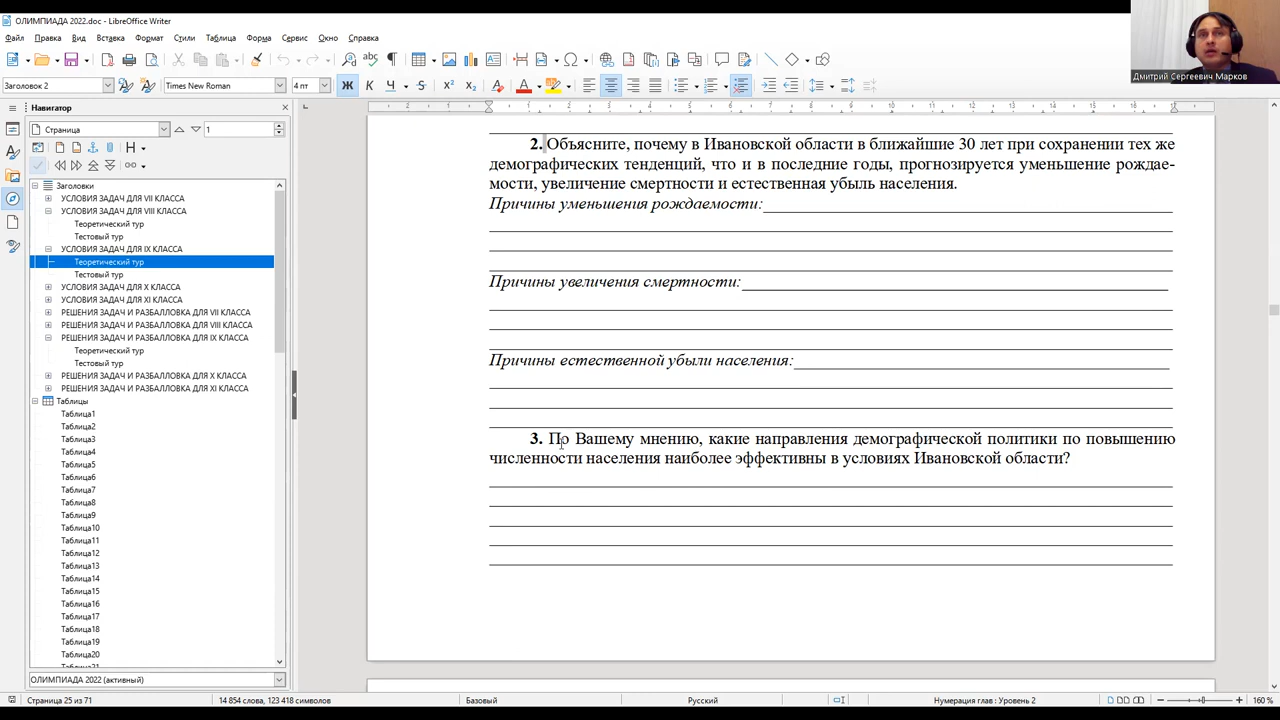 ОЛИМПИАДА 2022.doc - LibreOffice Writer
Файл Правка Вид Вставка Формат Стили Таблица Форма Сервис Окно Справка
Дмитрий Сергеевич Марков
Заголовок 2 Times New Roman 4 пт Ж К Ч S
Навигатор
Страница 1
Заголовки
УСЛОВИЯ ЗАДАЧ ДЛЯ VII КЛАССА
УСЛОВИЯ ЗАДАЧ ДЛЯ VIII КЛАССА
Теоретический тур
Тестовый тур
УСЛОВИЯ ЗАДАЧ ДЛЯ IX КЛАССА
Теоретический тур
Тестовый тур
УСЛОВИЯ ЗАДАЧ ДЛЯ X КЛАССА
УСЛОВИЯ ЗАДАЧ ДЛЯ XI КЛАССА
РЕШЕНИЯ ЗАДАЧ И РАЗБАЛЛОВКА ДЛЯ VII КЛАССА
РЕШЕНИЯ ЗАДАЧ И РАЗБАЛЛОВКА ДЛЯ VIII КЛАССА
РЕШЕНИЯ ЗАДАЧ И РАЗБАЛЛОВКА ДЛЯ IX КЛАССА
Теоретический тур
Тестовый тур
РЕШЕНИЯ ЗАДАЧ И РАЗБАЛЛОВКА ДЛЯ X КЛАССА
РЕШЕНИЯ ЗАДАЧ И РАЗБАЛЛОВКА ДЛЯ XI КЛАССА
Таблицы
Таблица1
Таблица2
Таблица3
Таблица4
Таблица5
Таблица6
Таблица7
Таблица8
Таблица9
Таблица10
Таблица11
Таблица12
Таблица13
Таблица14
Таблица15
Таблица16
Таблица17
Таблица18
Таблица19
Таблица20
ОЛИМПИАДА 2022 (активный)
2. Объясните, почему в Ивановской области в ближайшие 30 лет при сохранении тех же
демографических тенденций, что и в последние годы, прогнозируется уменьшение рождае-
мости, увеличение смертности и естественная убыль населения.
Причины уменьшения рождаемости:
Причины увеличения смертности:
Причины естественной убыли населения:
3. По Вашему мнению, какие направления демографической политики по повышению
численности населения наиболее эффективны в условиях Ивановской области?
Страница 25 из 71 14 854 слова, 123 418 символов Базовый Русский Нумерация глав : Уровень 2 160 %